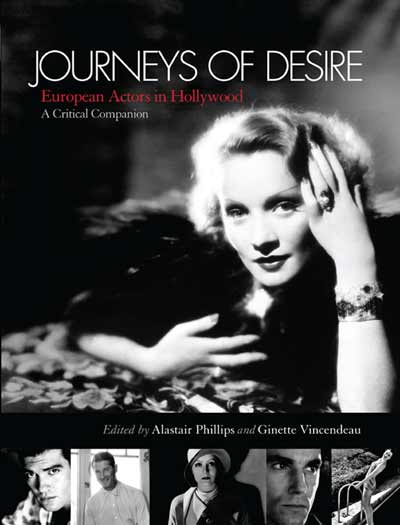 JOURNEYS OF DESIRE
European Actors in Hollywood
A Critical Companion
Edited by Alastair Phillips and Ginette Vincendeau